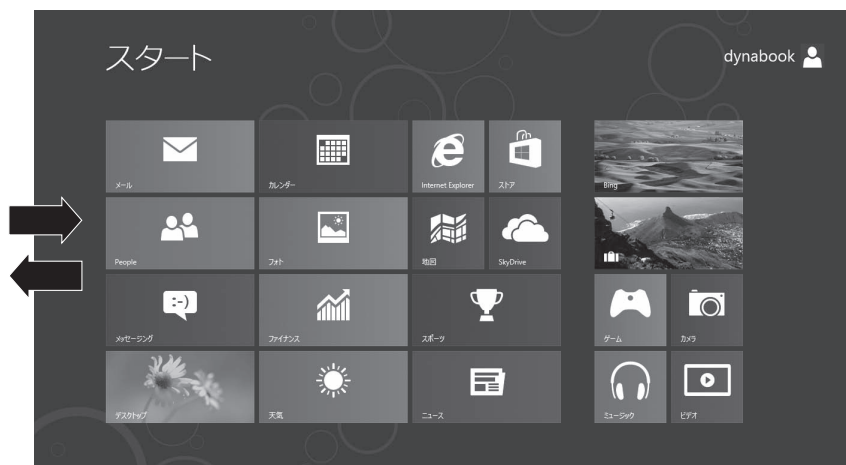 スタート
dynabook
メール
カレンダー
Internet Explorer
ストア
Bing
People
フォト
地図
SkyDrive
メッセージング
ファイナンス
スポーツ
ゲーム
カメラ
デスクトップ
天気
ニュース
ミュージック
ビデオ